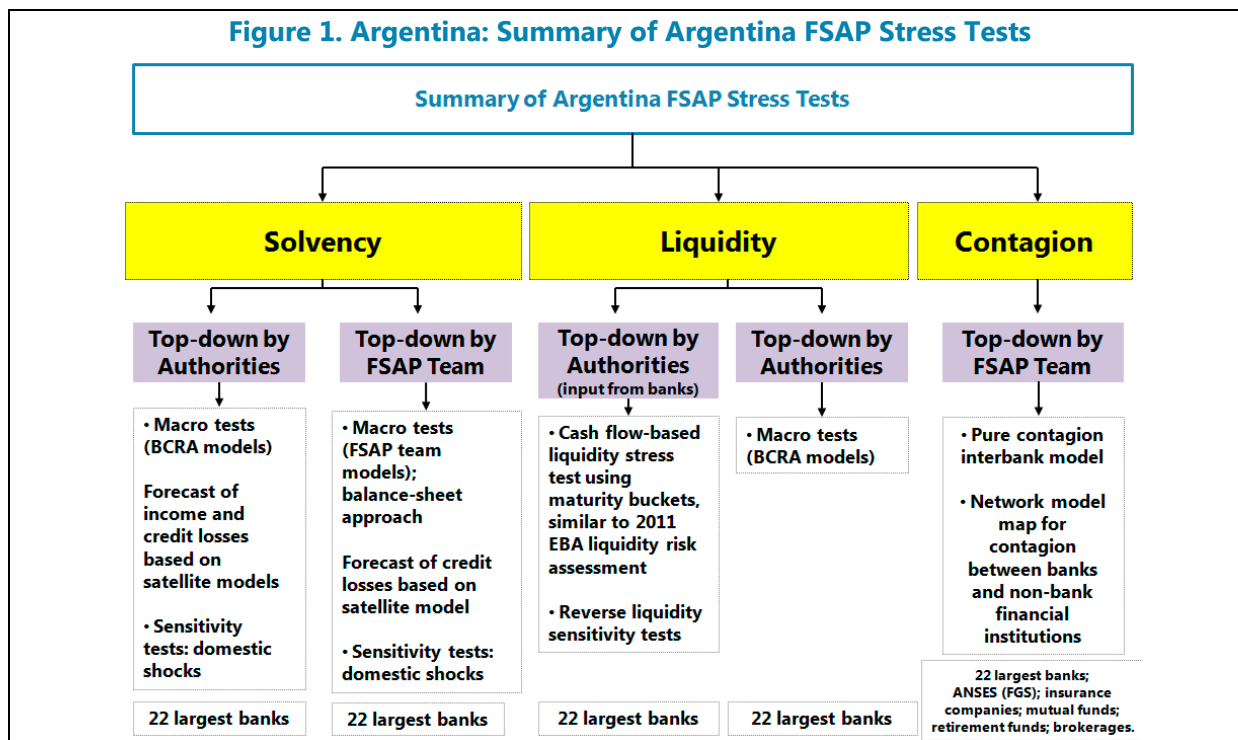 Figure 1. Argentina: Summary of Argentina FSAP Stress Tests
Summary of Argentina FSAP Stress Tests
Solvency
Liquidity
Contagion
Top-down by
Authorities
Top-down by
FSAP Team
Top-down by
Authorities
(input from banks)
Top-down by
Authorities
Top-down by
FSAP Team
• Macro tests
(BCRA models)
Forecast of
income and
credit losses
based on
satellite models
• Sensitivity
tests: domestic
shocks
• Macro tests
(FSAP team
models);
balance-sheet
approach
Forecast of credit
losses based on
satellite model
• Sensitivity tests:
domestic shocks
• Cash flow-based
liquidity stress
test using
maturity buckets,
similar to 2011
EBA liquidity risk
assessment
• Reverse liquidity
sensitivity tests
• Macro tests
(BCRA models)
• Pure contagion
interbank model
• Network model
map for
contagion
between banks
and non-bank
financial
institutions
22 largest banks
22 largest banks
22 largest banks
22 largest banks
22 largest banks;
ANSES (FGS); insurance
companies; mutual funds;
retirement funds; brokerages.